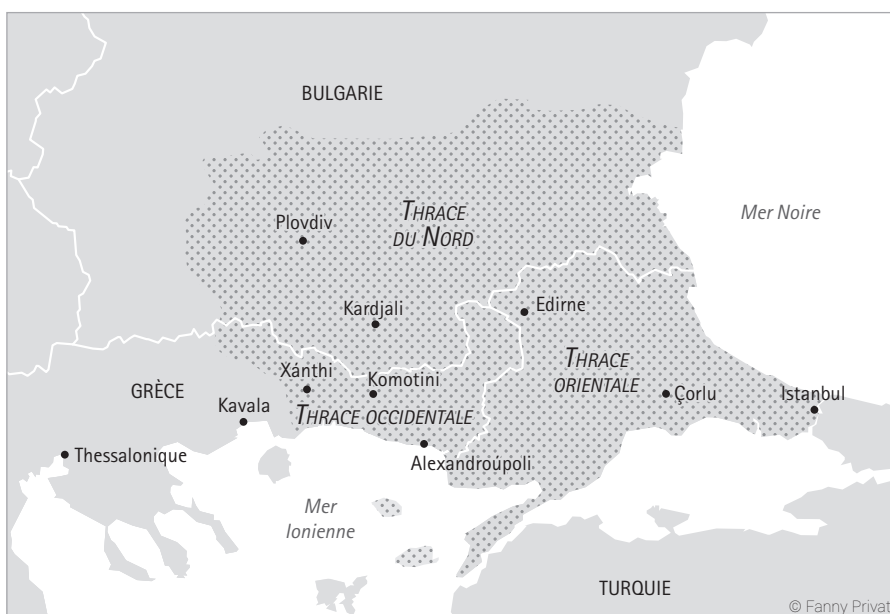 BULGARIE
Mer Noire
Plovdiv
THRACE
DU NORD
Kardjali
Edirne
THRACE
ORIENTALE
Xánthi
Komotini
GRÈCE
Kavala
THRACE OCCIDENTALE
Çorlu
Istanbul
Thessalonique
Alexandroúpoli
Mer
Ionienne
TURQUIE
© Fanny Privat